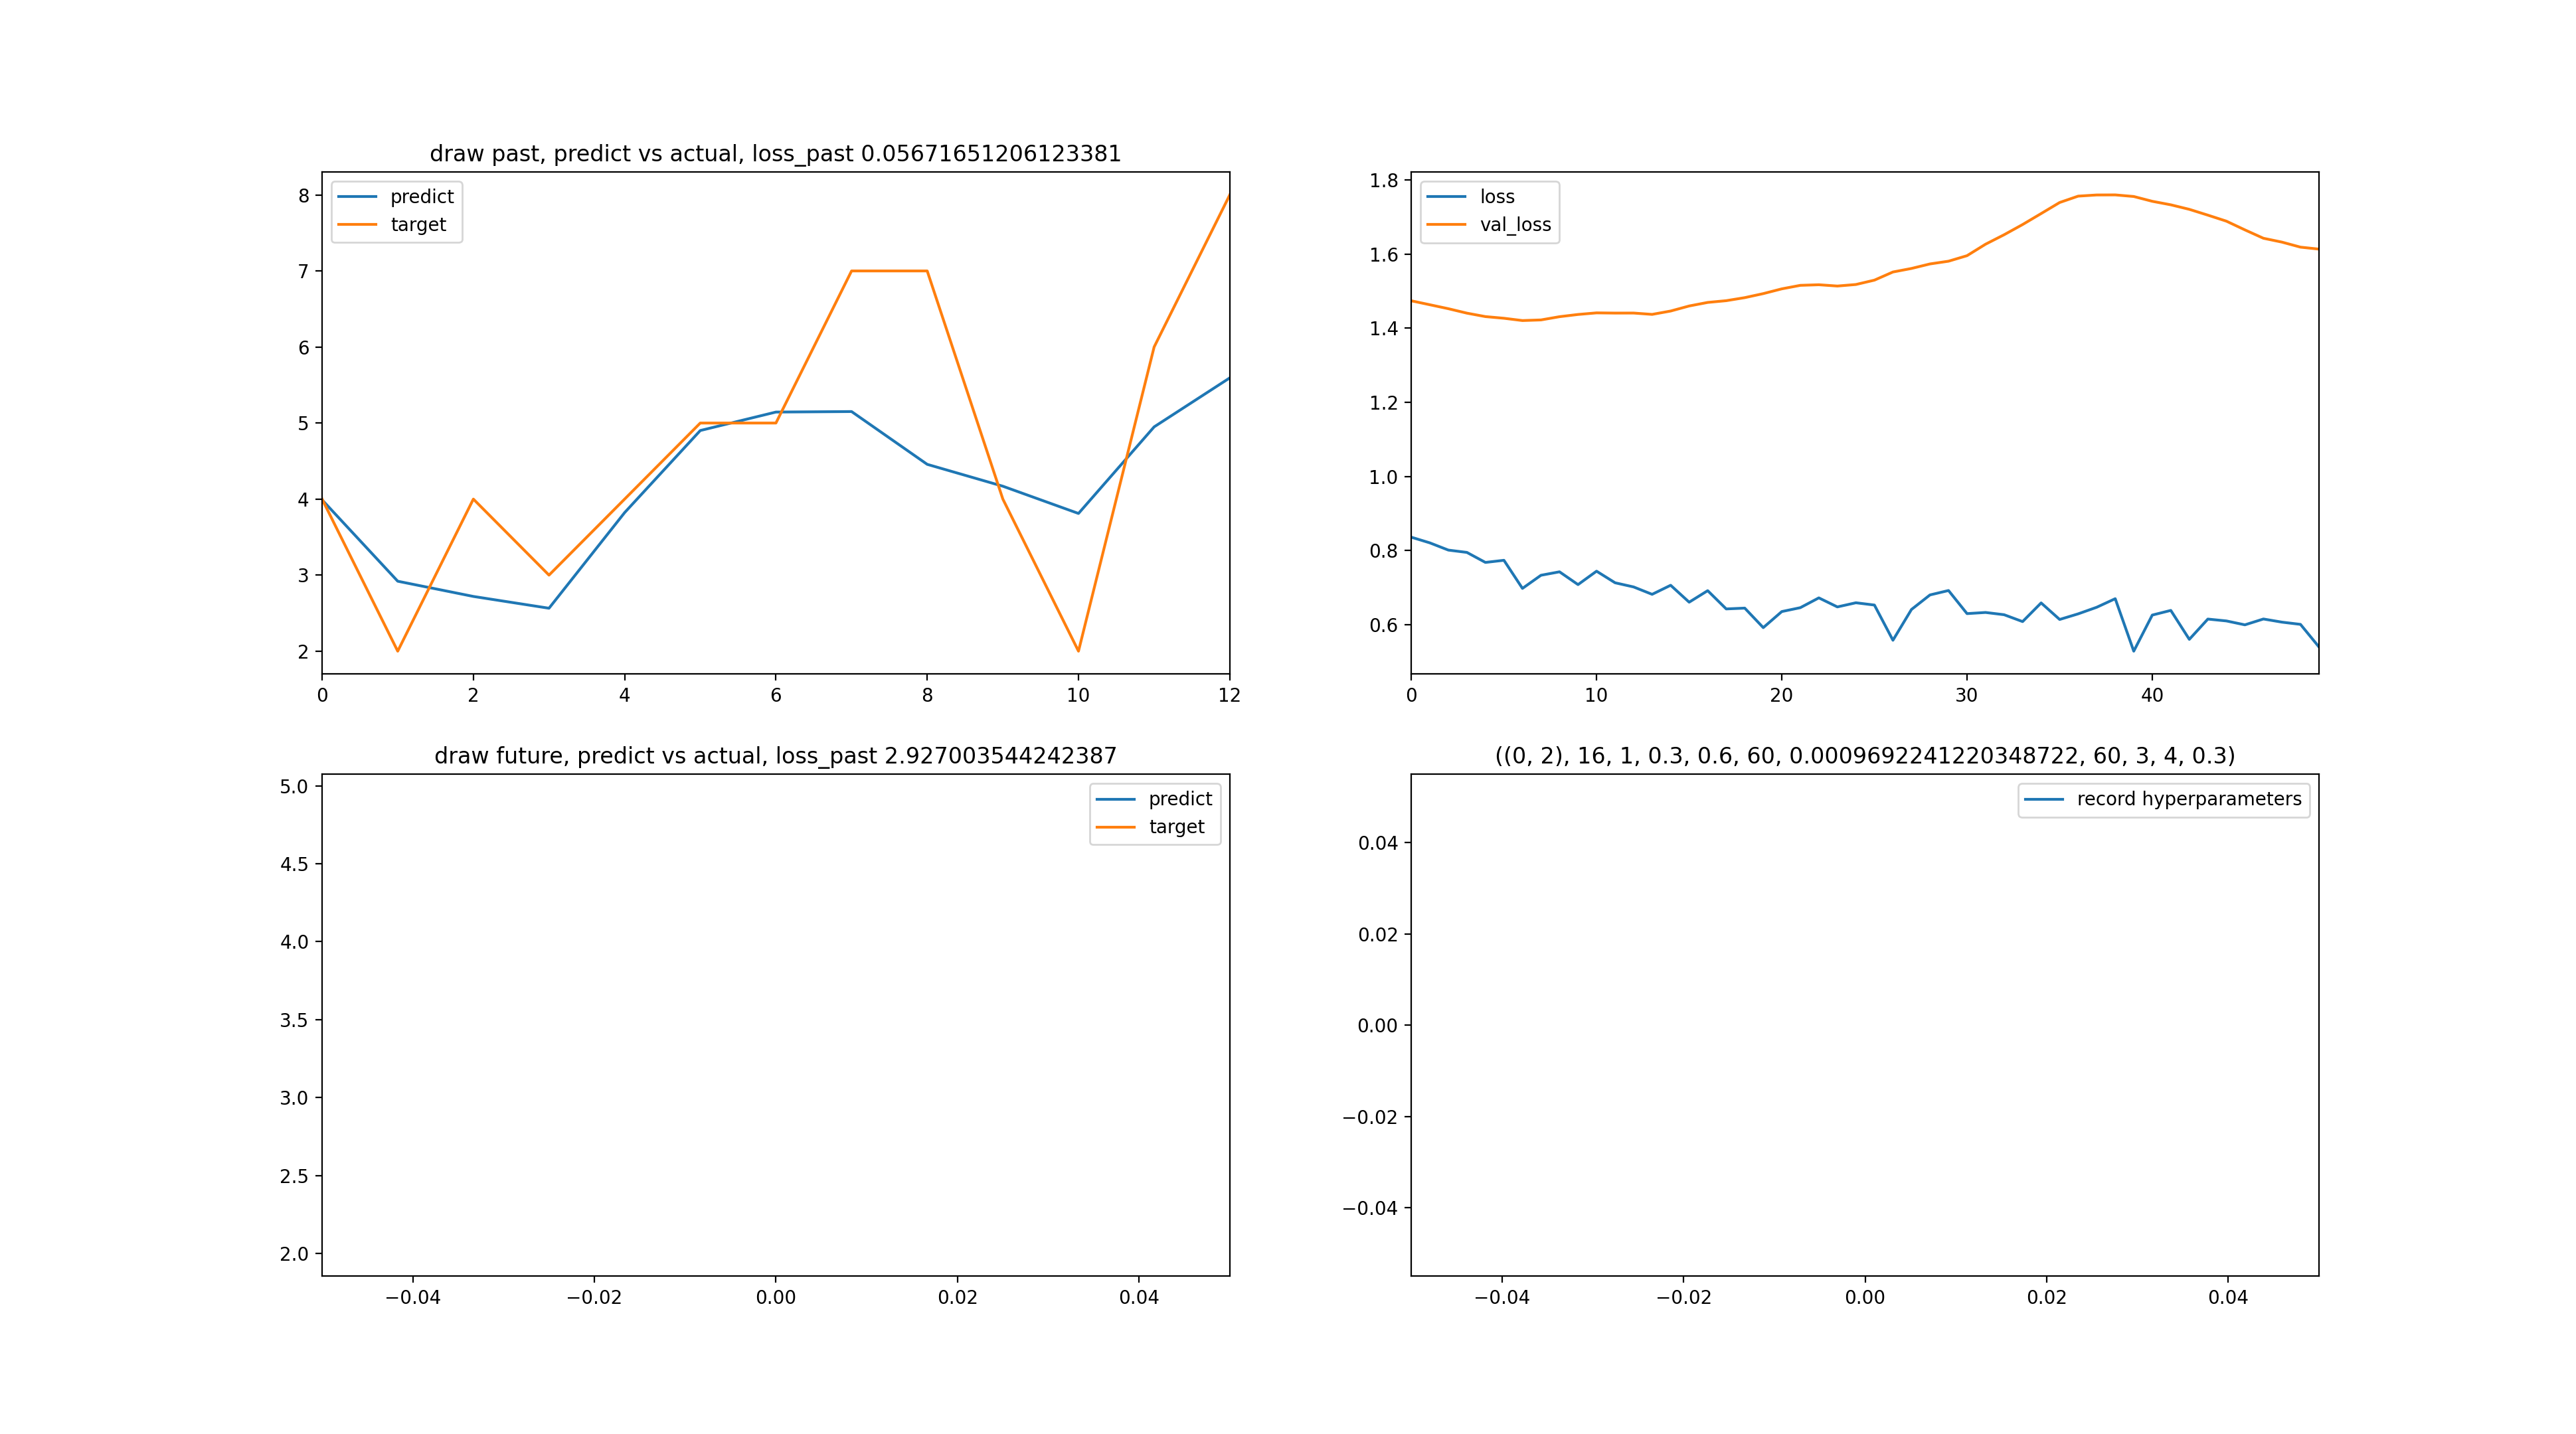 draw past, predict vs actual, loss_past 0.05671651206123381
predict
target
8
7
6
5
4
3
2
0 2 4 6 8 10 12
loss
val_loss
1.8
1.6
1.4
1.2
1.0
0.8
0.6
0 10 20 30 40
draw future, predict vs actual, loss_past 2.927003544242387
predict
target
5.0
4.5
4.0
3.5
3.0
2.5
2.0
−0.04 −0.02 0.00 0.02 0.04
((0, 2), 16, 1, 0.3, 0.6, 60, 0.0009692241220348722, 60, 3, 4, 0.3)
record hyperparameters
0.04
0.02
0.00
−0.02
−0.04
−0.04 −0.02 0.00 0.02 0.04